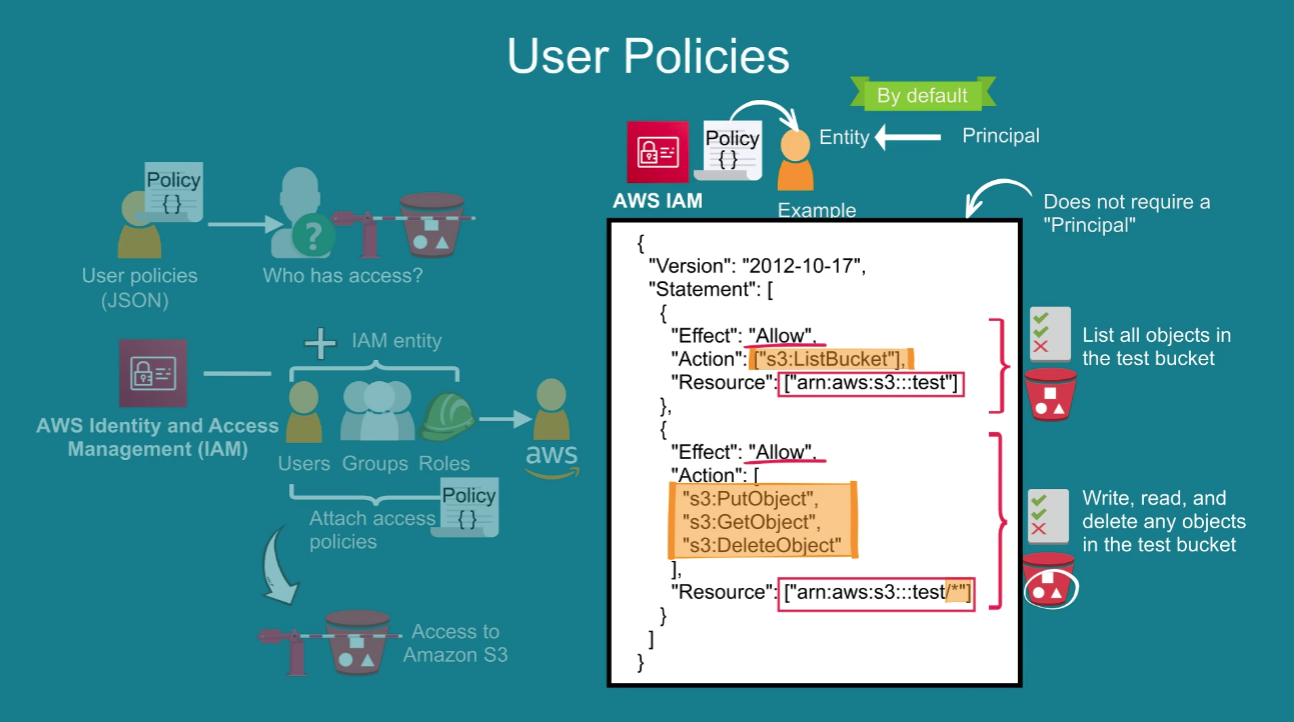 User Policies
By default
Policy
{ }
Entity
Principal
AWS IAM
Example
Does not require a
"Principal"
Policy
{ }
?
User policies
(JSON)
Who has access?
IAM entity
AWS Identity and Access
Management (IAM)
Users
Groups
Roles
aws
Policy
{ }
Attach access
policies
Access to
Amazon S3
{
"Version": "2012-10-17",
"Statement": [
{
"Effect": "Allow",
"Action": ["s3:ListBucket"],
"Resource": ["arn:aws:s3:::test"]
},
{
"Effect": "Allow",
"Action": [
"s3:PutObject",
"s3:GetObject",
"s3:DeleteObject"
],
"Resource": ["arn:aws:s3:::test/*"]
}
]
}
List all objects in
the test bucket
Write, read, and
delete any objects
in the test bucket